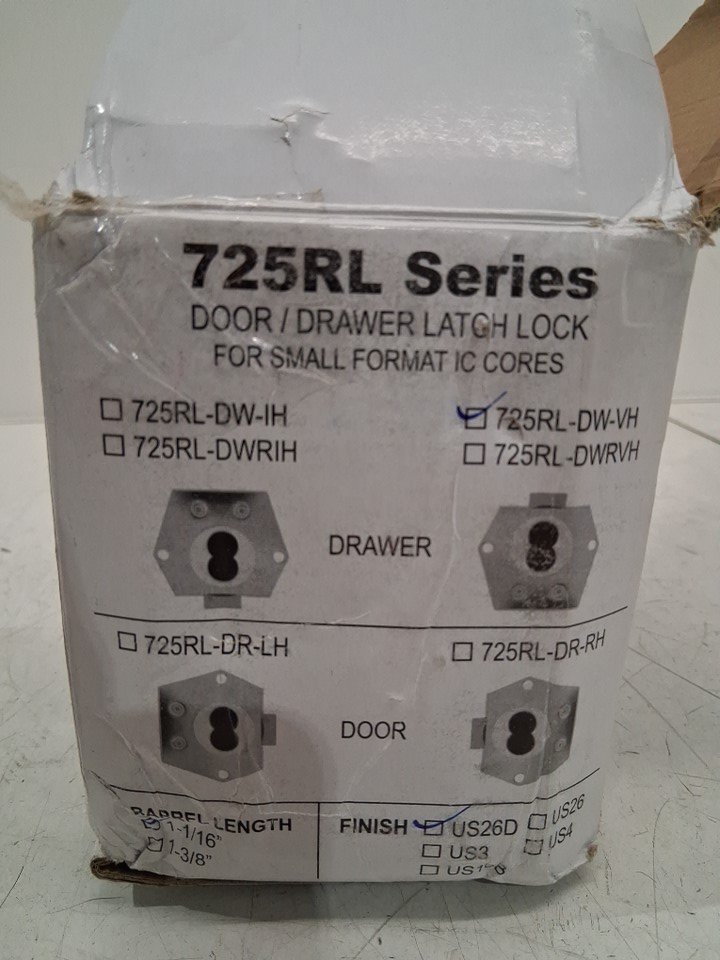 725RL Series
DOOR / DRAWER LATCH LOCK
FOR SMALL FORMAT IC CORES
725RL-DW-IH
725RL-DW-VH
725RL-DWRIH
725RL-DWRVH
DRAWER
725RL-DR-LH
725RL-DR-RH
DOOR
BARREL LENGTH
1-1/16"
1-3/8"
FINISH
US26D
US26
US3
US4